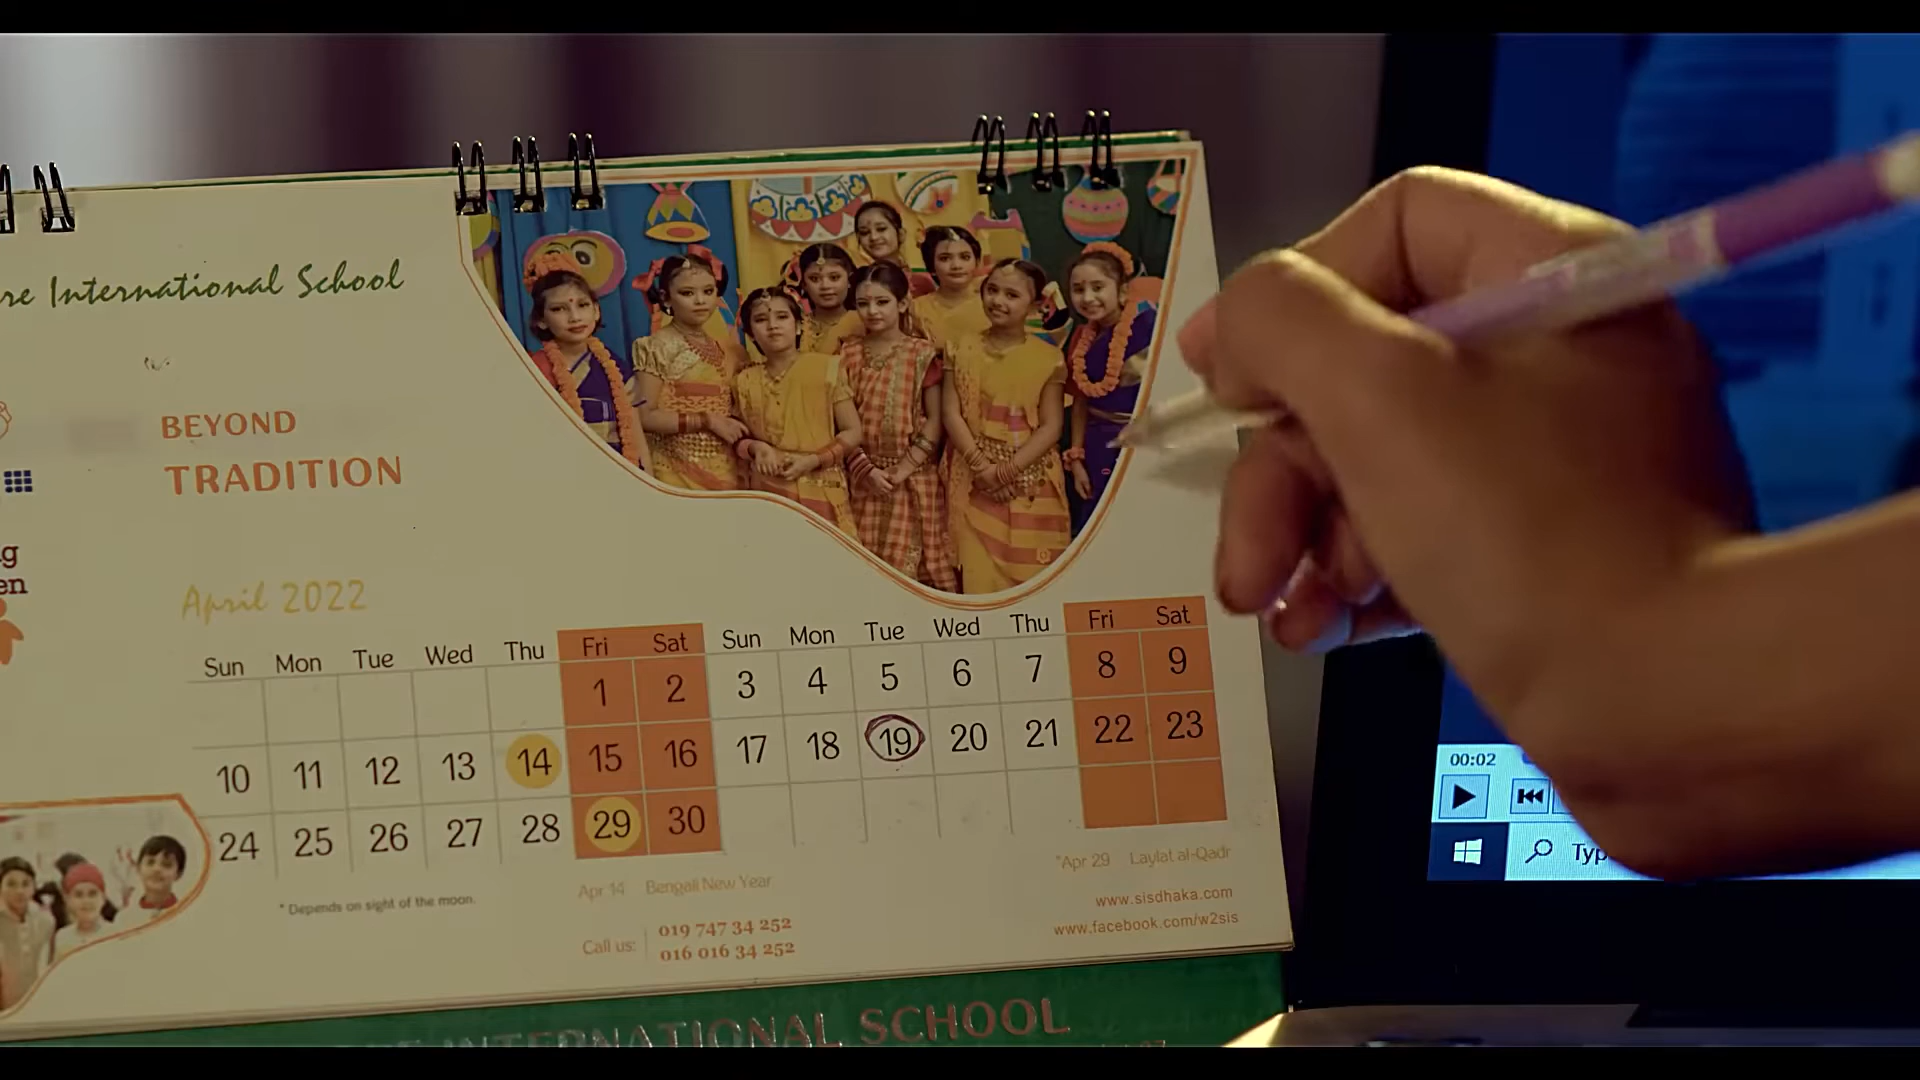 re International School
BEYOND
TRADITION
g
en
April 2022
Sun Mon Tue Wed Thu Fri Sat Sun Mon Tue Wed Thu Fri Sat
1 2 3 4 5 6 7 8 9
10 11 12 13 14 15 16 17 18 19 20 21 22 23
24 25 26 27 28 29 30
* Depends on sight of the moon.
Apr 14 Bengali New Year
*Apr 29 Laylat al-Qadr
Call us: 019 747 34 252
016 016 34 252
www.sisdhaka.com
www.facebook.com/w2sis
INTERNATIONAL SCHOOL
00:02
Typ